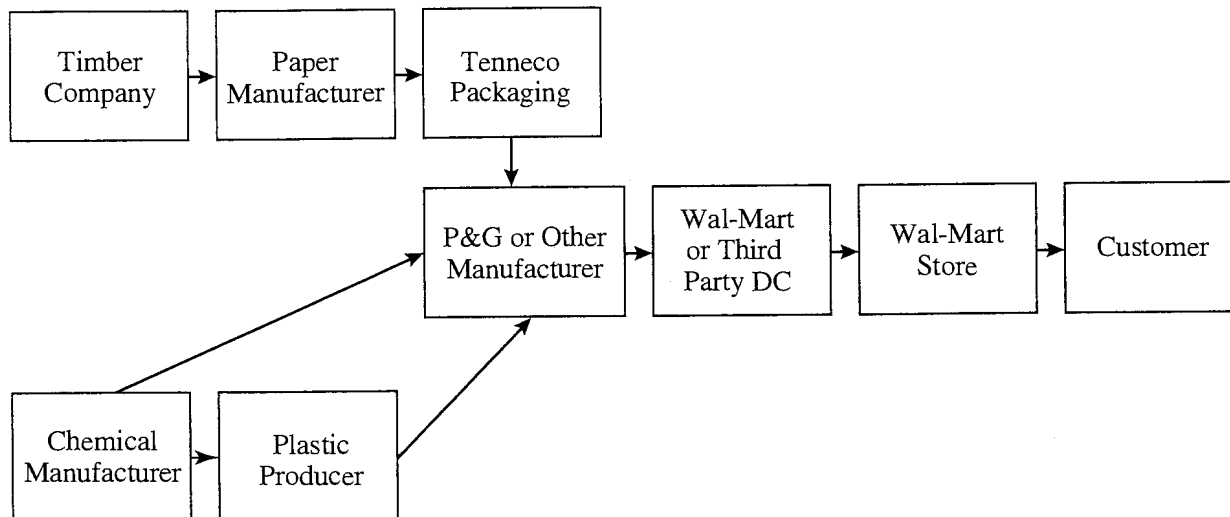 Timber
Company
Paper
Manufacturer
Tenneco
Packaging
P&G or Other
Manufacturer
Wal-Mart
or Third
Party DC
Wal-Mart
Store
Customer
Chemical
Manufacturer
Plastic
Producer